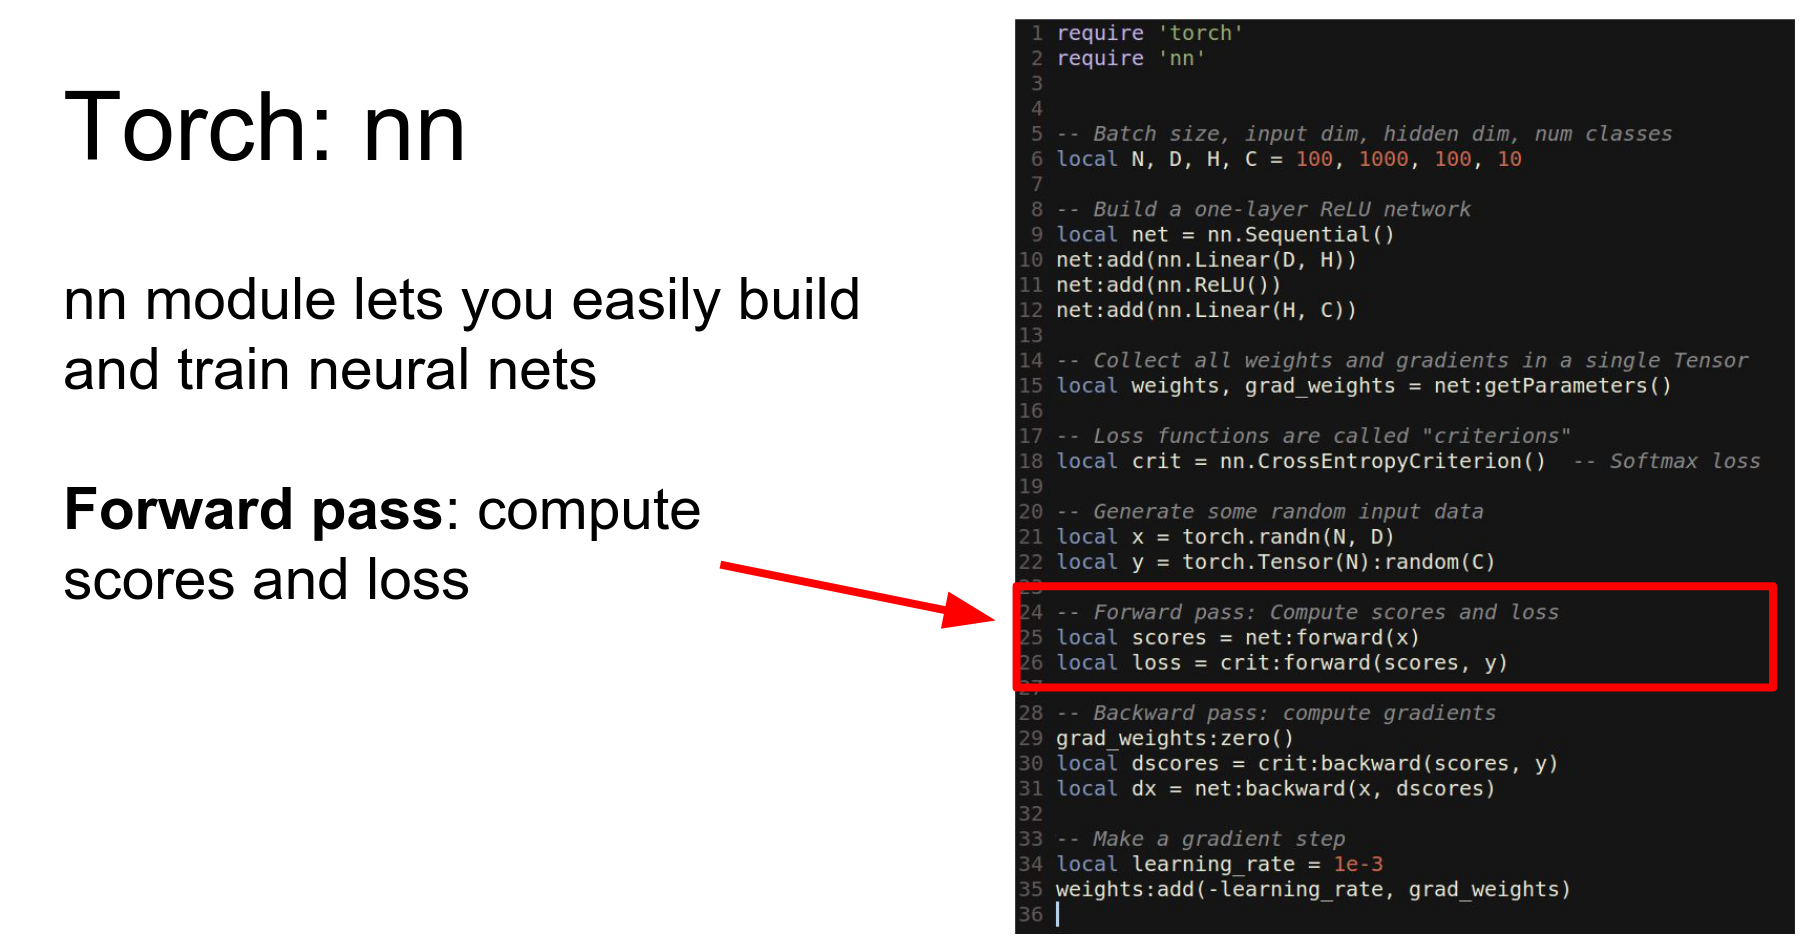 Torch: nn
nn module lets you easily build
and train neural nets
Forward pass: compute
scores and loss
1 require 'torch'
2 require 'nn'
3
4
5 -- Batch size, input dim, hidden dim, num classes
6 local N, D, H, C = 100, 1000, 100, 10
7
8 -- Build a one-layer ReLU network
9 local net = nn.Sequential()
10 net:add(nn.Linear(D, H))
11 net:add(nn.ReLU())
12 net:add(nn.Linear(H, C))
13
14 -- Collect all weights and gradients in a single Tensor
15 local weights, grad_weights = net:getParameters()
16
17 -- Loss functions are called "criterions"
18 local crit = nn.CrossEntropyCriterion()  -- Softmax loss
19
20 -- Generate some random input data
21 local x = torch.randn(N, D)
22 local y = torch.Tensor(N):random(C)
23
24 -- Forward pass: Compute scores and loss
25 local scores = net:forward(x)
26 local loss = crit:forward(scores, y)
27
28 -- Backward pass: compute gradients
29 grad_weights:zero()
30 local dscores = crit:backward(scores, y)
31 local dx = net:backward(x, dscores)
32
33 -- Make a gradient step
34 local learning_rate = 1e-3
35 weights:add(-learning_rate, grad_weights)
36